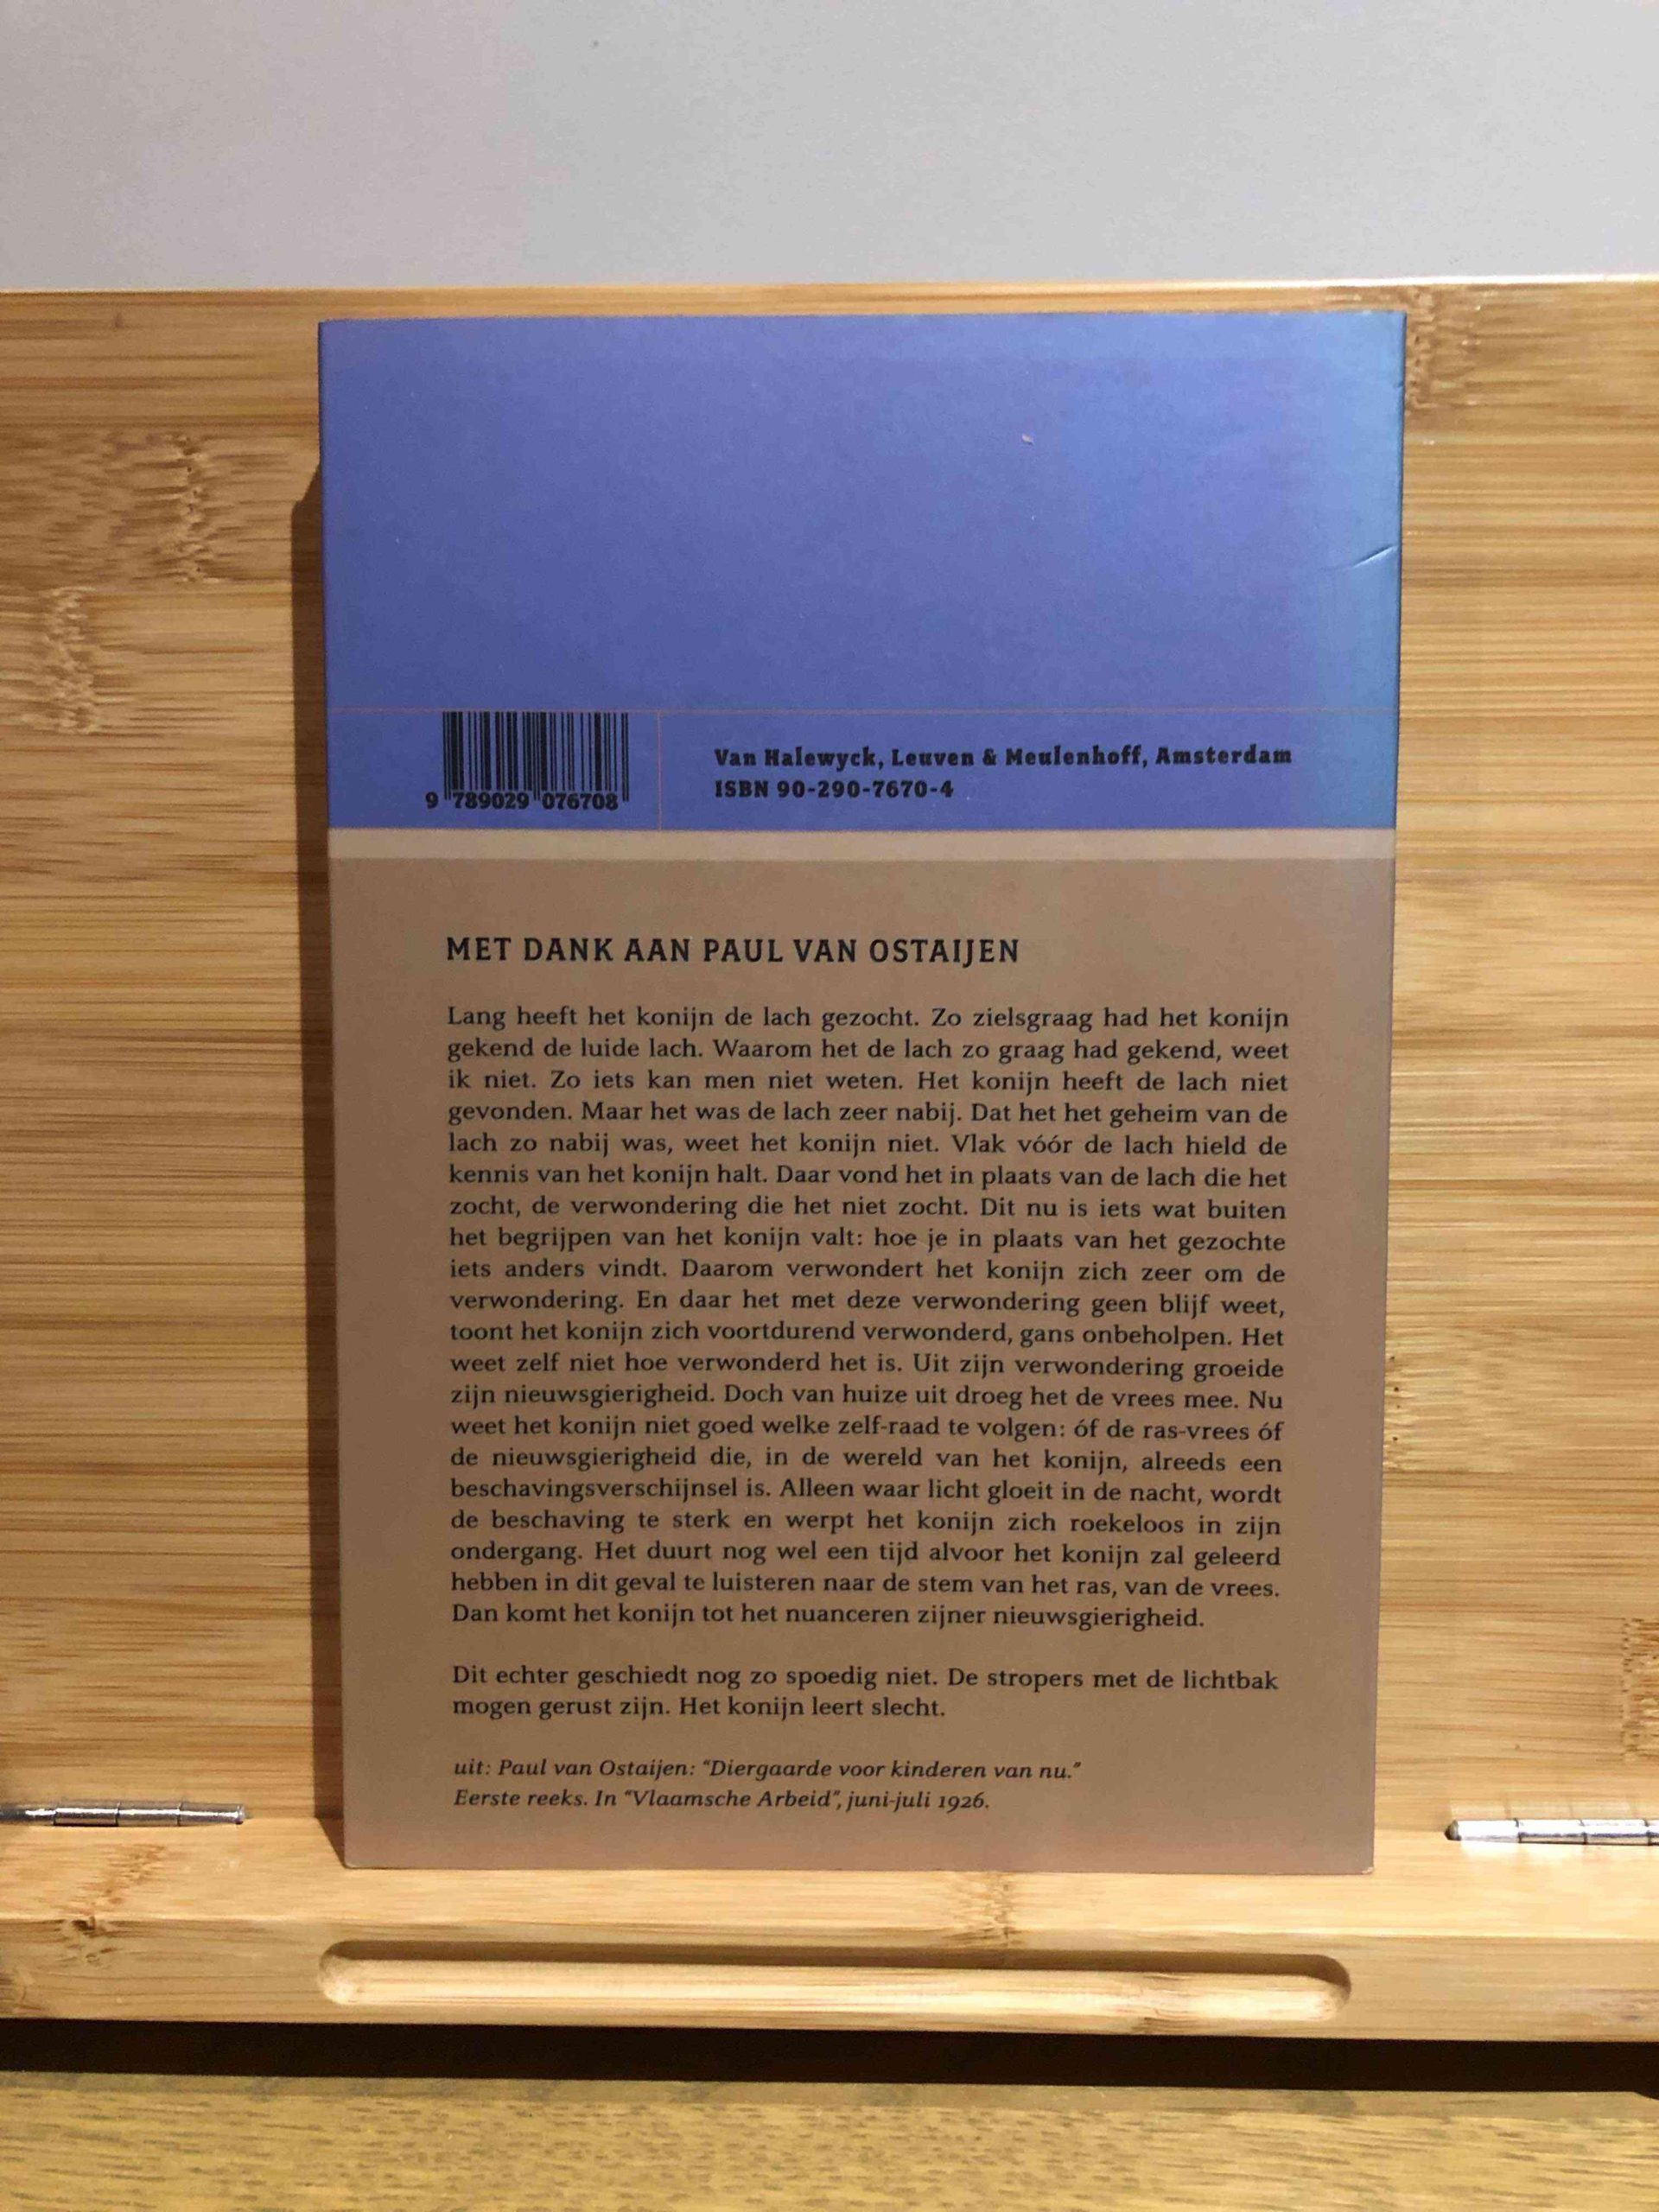 9 789029 076708
Van Halewyck, Leuven & Meulenhoff, Amsterdam
ISBN 90-290-7670-4
MET DANK AAN PAUL VAN OSTAIJEN
Lang heeft het konijn de lach gezocht. Zo zielsgraag had het konijn
gekend de luide lach. Waarom het de lach zo graag had gekend, weet
ik niet. Zo iets kan men niet weten. Het konijn heeft de lach niet
gevonden. Maar het was de lach zeer nabij. Dat het het geheim van de
lach zo nabij was, weet het konijn niet. Vlak vóór de lach hield de
kennis van het konijn halt. Daar vond het in plaats van de lach die het
zocht, de verwondering die het niet zocht. Dit nu is iets wat buiten
het begrijpen van het konijn valt: hoe je in plaats van het gezochte
iets anders vindt. Daarom verwondert het konijn zich zeer om de
verwondering. En daar het met deze verwondering geen blijf weet,
toont het konijn zich voortdurend verwonderd, gans onbeholpen. Het
weet zelf niet hoe verwonderd het is. Uit zijn verwondering groeide
zijn nieuwsgierigheid. Doch van huize uit droeg het de vrees mee. Nu
weet het konijn niet goed welke zelf-raad te volgen: óf de ras-vrees óf
de nieuwsgierigheid die, in de wereld van het konijn, alreeds een
beschavingsverschijnsel is. Alleen waar licht gloeit in de nacht, wordt
de beschaving te sterk en werpt het konijn zich roekeloos in zijn
ondergang. Het duurt nog wel een tijd alvoor het konijn zal geleerd
hebben in dit geval te luisteren naar de stem van het ras, van de vrees.
Dan komt het konijn tot het nuanceren zijner nieuwsgierigheid.
Dit echter geschiedt nog zo spoedig niet. De stropers met de lichtbak
mogen gerust zijn. Het konijn leert slecht.
uit: Paul van Ostaijen: “Diergaarde voor kinderen van nu.”
Eerste reeks. In “Vlaamsche Arbeid”, juni-juli 1926.